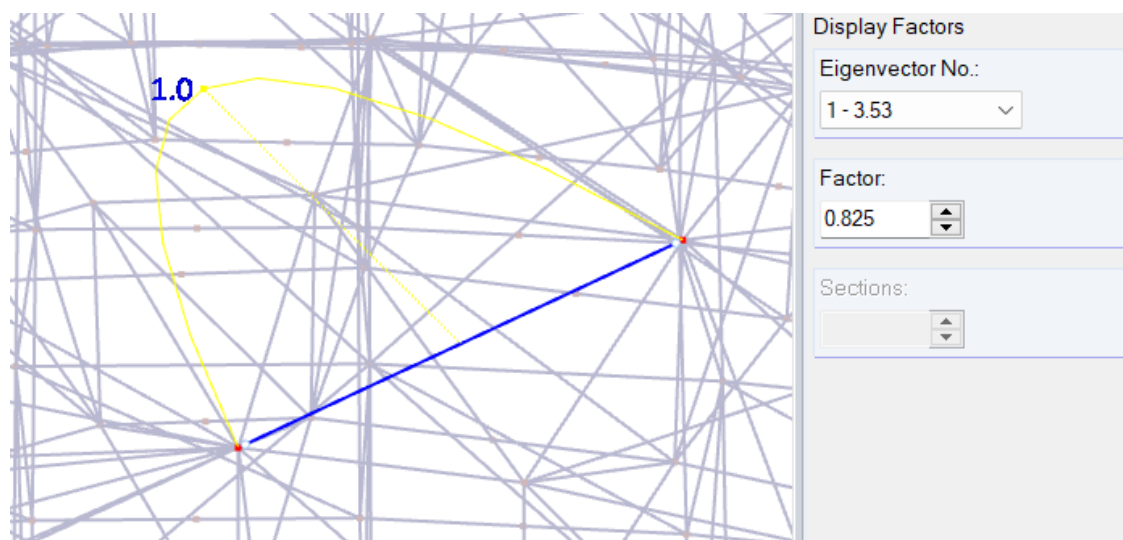 Display Factors
Eigenvector No.:
1 - 3.53
Factor:
0.825
Sections:
1.0